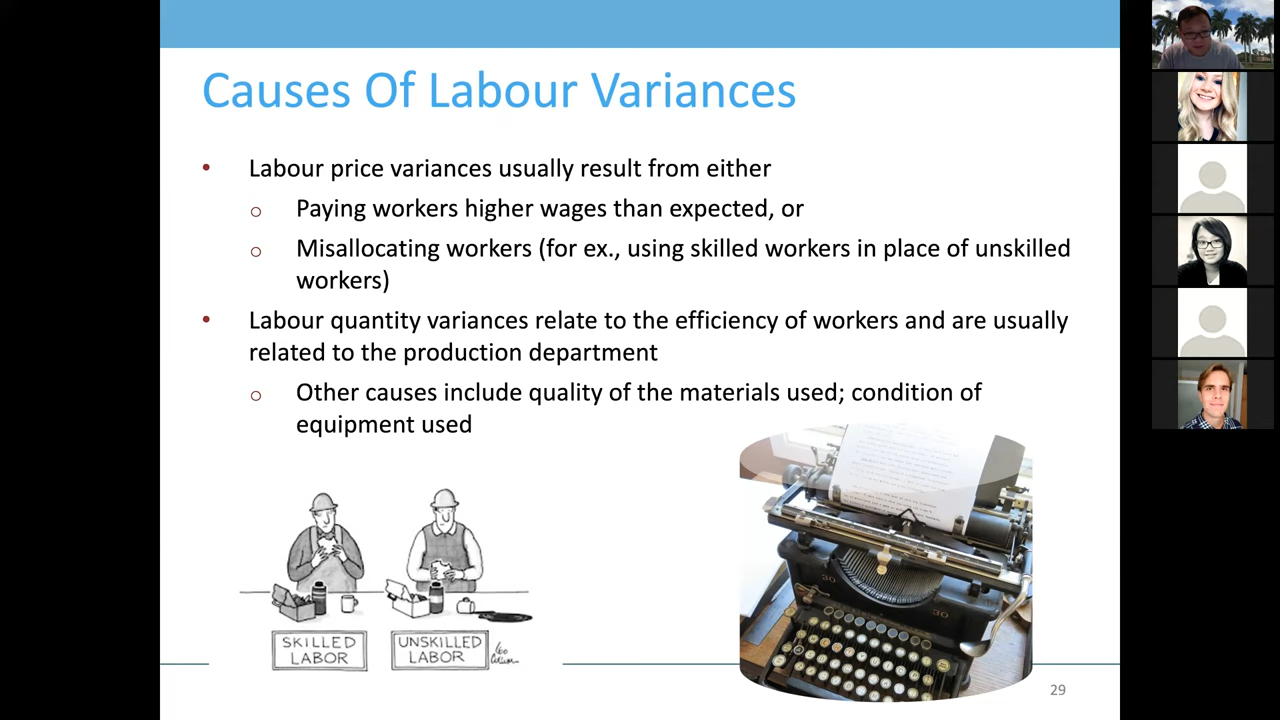 Causes Of Labour Variances
• Labour price variances usually result from either
o Paying workers higher wages than expected, or
o Misallocating workers (for ex., using skilled workers in place of unskilled
workers)
• Labour quantity variances relate to the efficiency of workers and are usually
related to the production department
o Other causes include quality of the materials used; condition of
equipment used
SKILLED
LABOR
UNSKILLED
LABOR
30
30
29